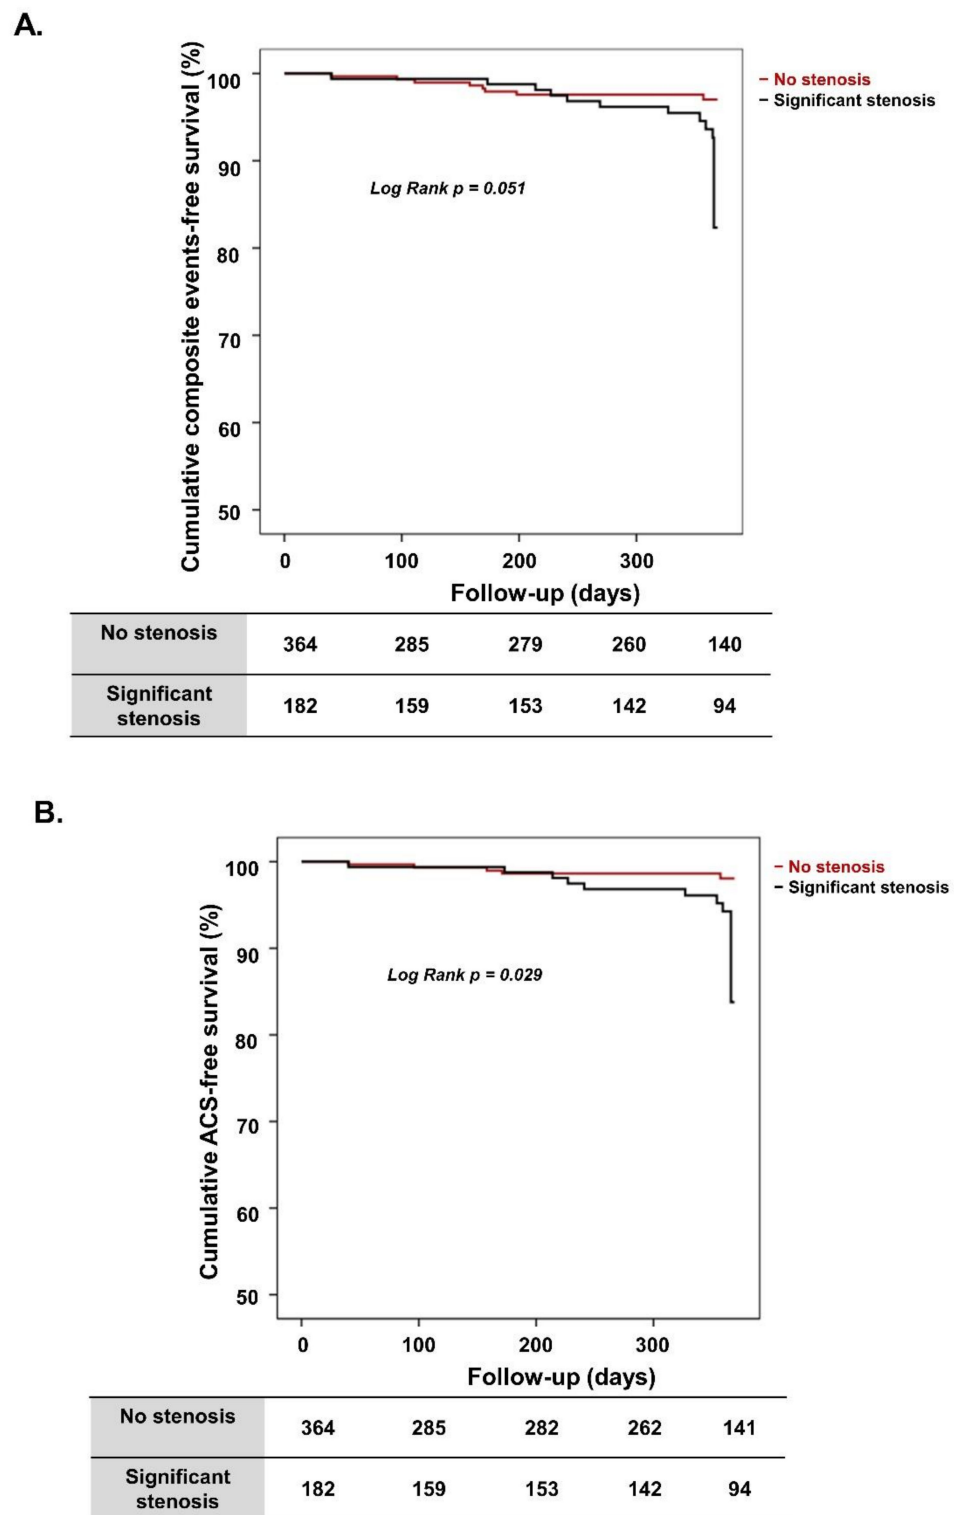 A.
Cumulative composite events-free survival (%)
100
90
80
70
60
50
Log Rank p = 0.051
No stenosis
Significant stenosis
0 100 200 300
Follow-up (days)
No stenosis 364 285 279 260 140
Significant
stenosis 182 159 153 142 94
B.
Cumulative ACS-free survival (%)
100
90
80
70
60
50
Log Rank p = 0.029
No stenosis
Significant stenosis
0 100 200 300
Follow-up (days)
No stenosis 364 285 282 262 141
Significant
stenosis 182 159 153 142 94